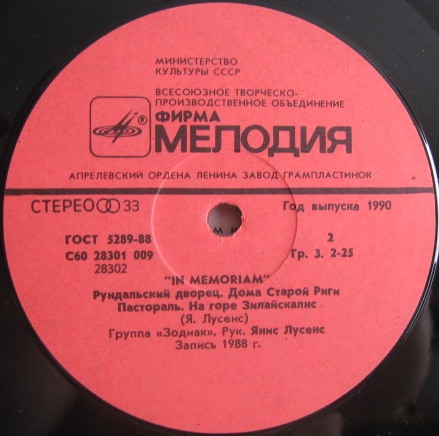 МИНИСТЕРСТВО
КУЛЬТУРЫ СССР
ВСЕСОЮЗНОЕ ТВОРЧЕСКО-
ПРОИЗВОДСТВЕННОЕ ОБЪЕДИНЕНИЕ
®
ФИРМА
МЕЛОДИЯ
АПРЕЛЕВСКИЙ ОРДЕНА ЛЕНИНА ЗАВОД ГРАМПЛАСТИНОК
СТЕРЕО 33
Год выпуска 1990
ГОСТ 5289-88
2
С60 28301 009
Гр. 3. 2-25
28302
"IN MEMORIAM"
Рундальский дворец. Дома Старой Риги
Пастораль. На горе Зилайскалнс
(Я. Лусенс)
Группа «Зодиак». Рук. Янис Лусенс
Запись 1988 г.